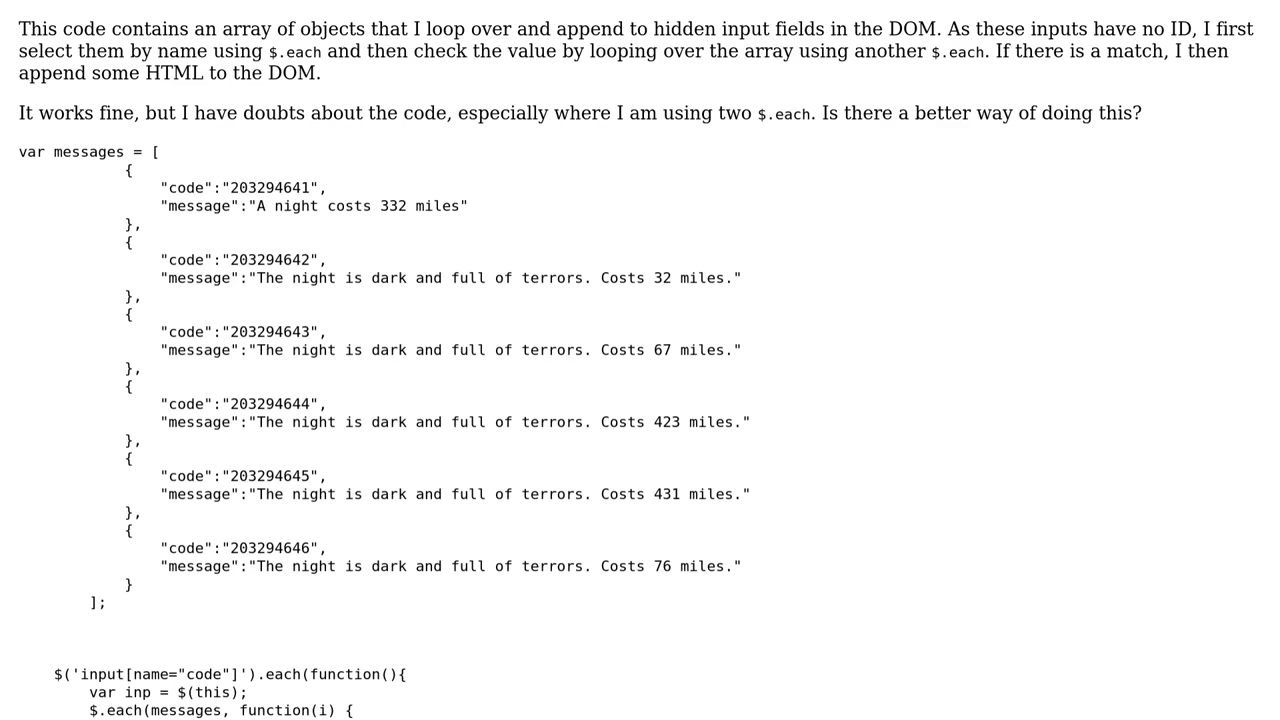 This code contains an array of objects that I loop over and append to hidden input fields in the DOM. As these inputs have no ID, I first
select them by name using $.each and then check the value by looping over the array using another $.each. If there is a match, I then
append some HTML to the DOM.
It works fine, but I have doubts about the code, especially where I am using two $.each. Is there a better way of doing this?
var messages = [
            {
                "code":"203294641",
                "message":"A night costs 332 miles"
            },
            {
                "code":"203294642",
                "message":"The night is dark and full of terrors. Costs 32 miles."
            },
            {
                "code":"203294643",
                "message":"The night is dark and full of terrors. Costs 67 miles."
            },
            {
                "code":"203294644",
                "message":"The night is dark and full of terrors. Costs 423 miles."
            },
            {
                "code":"203294645",
                "message":"The night is dark and full of terrors. Costs 431 miles."
            },
            {
                "code":"203294646",
                "message":"The night is dark and full of terrors. Costs 76 miles."
            }
        ];
    $('input[name="code"]').each(function(){
        var inp = $(this);
        $.each(messages, function(i) {